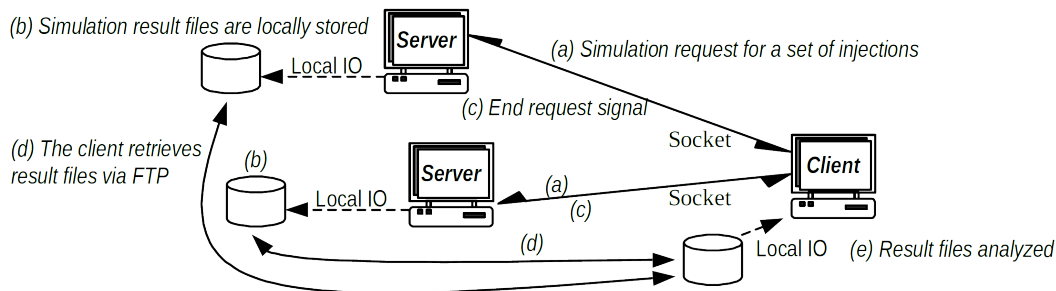 (b) Simulation result files are locally stored
Server
(a) Simulation request for a set of injections
Local IO
(c) End request signal
Socket
(d) The client retrieves
result files via FTP
(b)
Server
Client
(a)
Local IO
Socket
(c)
(d)
Local IO
(e) Result files analyzed